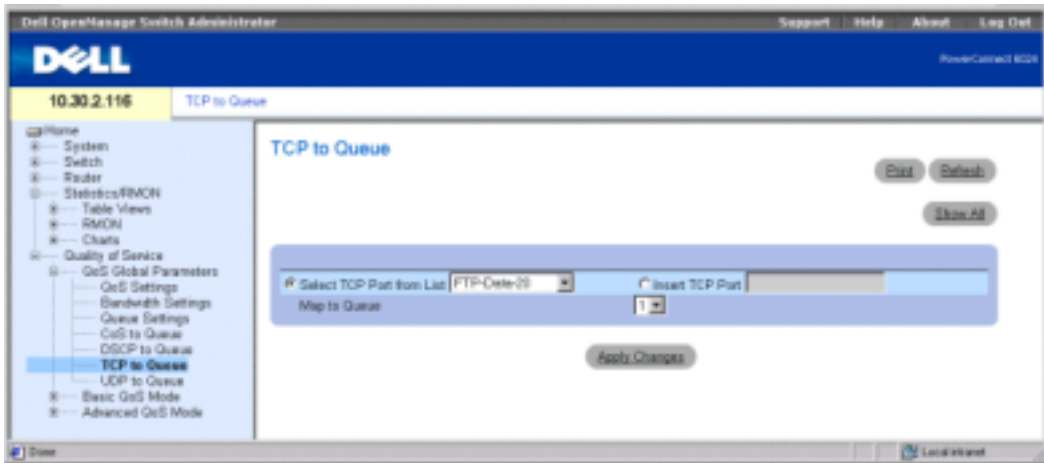 Dell OpenManage Switch Administrator
Support Help About Log Out
DELL
PowerConnect 6024
10.30.2.116
TCP to Queue
Home
System
Switch
Router
Statistics/RMON
Table Views
RMON
Charts
Quality of Service
QoS Global Parameters
QoS Settings
Bandwidth Settings
Queue Settings
CoS to Queue
DSCP to Queue
TCP to Queue
UDP to Queue
Basic QoS Mode
Advanced QoS Mode
TCP to Queue
Print Refresh
Show All
Select TCP Port from List FTP-Data-20 Insert TCP Port
Map to Queue 1
Apply Changes
Done
Local intranet